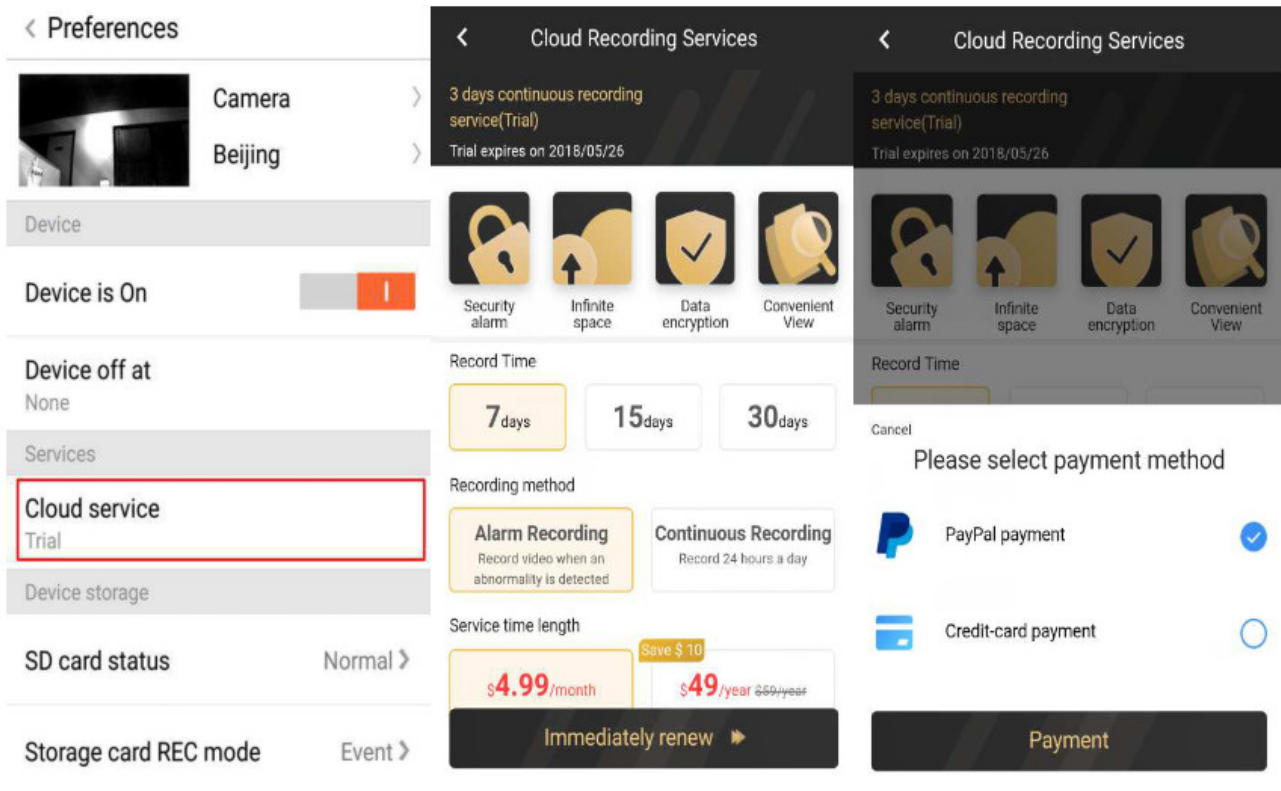 Preferences
Camera
Beijing
Device
Device is On
Device off at
None
Services
Cloud service
Trial
Device storage
SD card status Normal
Storage card REC mode Event
Cloud Recording Services
3 days continuous recording
service(Trial)
Trial expires on 2018/05/26
Security
alarm
Infinite
space
Data
encryption
Convenient
View
Record Time
7days 15days 30days
Recording method
Alarm Recording
Record video when an
abnormality is detected
Continuous Recording
Record 24 hours a day
Service time length
Save $ 10
$4.99/month
$49/year $59/year
Immediately renew
Cloud Recording Services
3 days continuous recording
service(Trial)
Trial expires on 2018/05/26
Security
alarm
Infinite
space
Data
encryption
Convenient
View
Record Time
Cancel
Please select payment method
PayPal payment
Credit-card payment
Payment